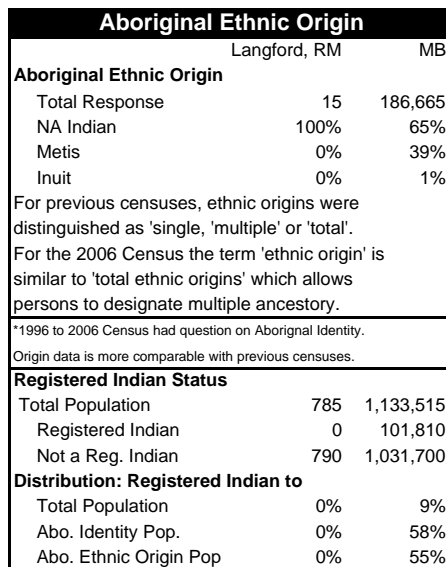 Aboriginal Ethnic Origin
Langford, RM MB
Aboriginal Ethnic Origin
Total Response 15 186,665
NA Indian 100% 65%
Metis 0% 39%
Inuit 0% 1%
For previous censuses, ethnic origins were
distinguished as 'single, 'multiple' or 'total'.
For the 2006 Census the term 'ethnic origin' is
similar to 'total ethnic origins' which allows
persons to designate multiple ancestory.
*1996 to 2006 Census had question on Aborignal Identity.
Origin data is more comparable with previous censuses.
Registered Indian Status
Total Population 785 1,133,515
Registered Indian 0 101,810
Not a Reg. Indian 790 1,031,700
Distribution: Registered Indian to
Total Population 0% 9%
Abo. Identity Pop. 0% 58%
Abo. Ethnic Origin Pop 0% 55%